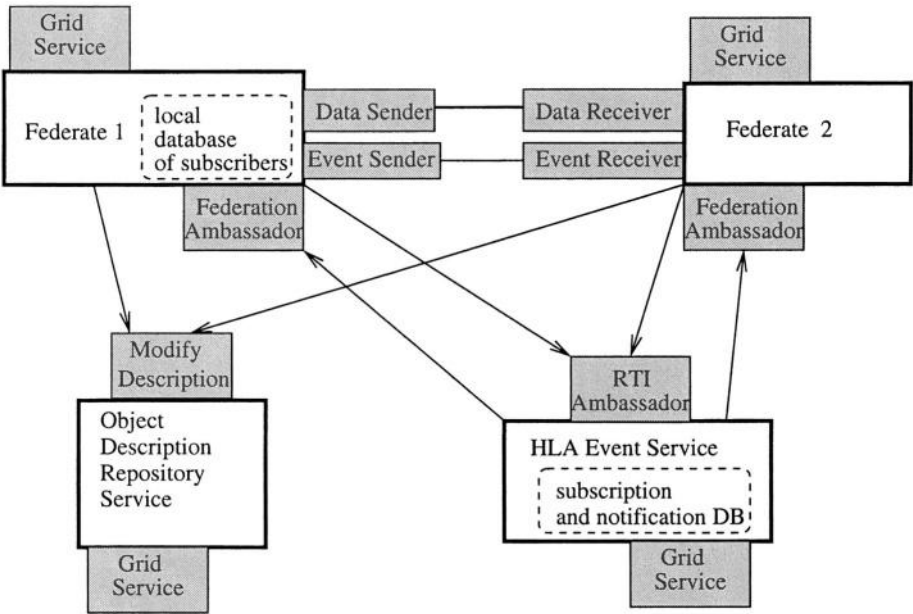 Grid
Service
Grid
Service
Federate 1
local
database
of subscribers
Data Sender
Data Receiver
Event Sender
Event Receiver
Federate 2
Federation
Ambassador
Federation
Ambassador
Modify
Description
RTI
Ambassador
Object
Description
Repository
Service
HLA Event Service
subscription
and notification DB
Grid
Service
Grid
Service